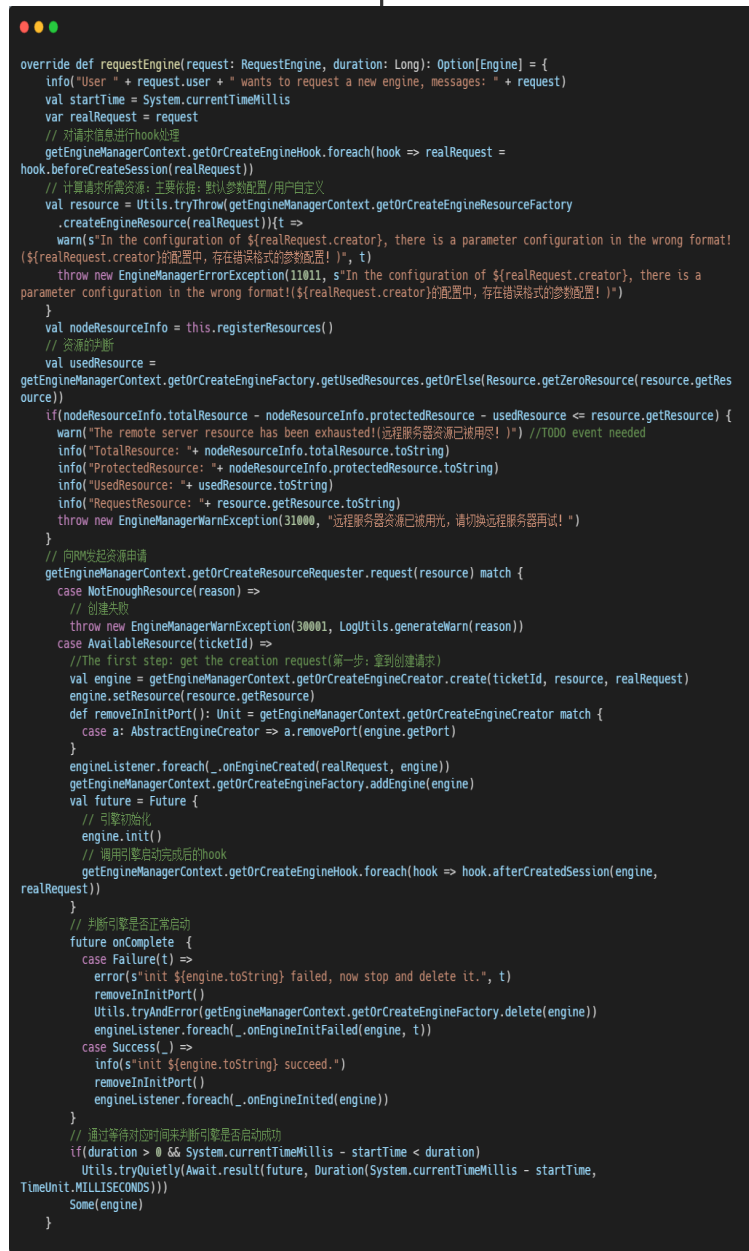 override def requestEngine(request: RequestEngine, duration: Long): Option[Engine] = {
    info("User " + request.user + " wants to request a new engine, messages: " + request)
    val startTime = System.currentTimeMillis
    var realRequest = request
    // 对请求信息进行hook处理
    getEngineManagerContext.getOrCreateEngineHook.foreach(hook => realRequest =
hook.beforeCreateSession(realRequest))
    // 计算请求所需资源：主要依据：默认参数配置/用户自定义
    val resource = Utils.tryThrow(getEngineManagerContext.getOrCreateEngineResourceFactory
      .createEngineResource(realRequest)){t =>
      warn(s"In the configuration of ${realRequest.creator}, there is a parameter configuration in the wrong format!
(${realRequest.creator}的配置中，存在错误格式的参数配置！)", t)
      throw new EngineManagerErrorException(11011, s"In the configuration of ${realRequest.creator}, there is a
parameter configuration in the wrong format!(${realRequest.creator}的配置中，存在错误格式的参数配置！)")
    }
    val nodeResourceInfo = this.registerResources()
    // 资源的判断
    val usedResource =
getEngineManagerContext.getOrCreateEngineFactory.getUsedResources.getOrElse(Resource.getZeroResource(resource.getRes
ource))
    if(nodeResourceInfo.totalResource - nodeResourceInfo.protectedResource - usedResource <= resource.getResource) {
      warn("The remote server resource has been exhausted!(远程服务器资源已被用尽！)") //TODO event needed
      info("TotalResource: "+ nodeResourceInfo.totalResource.toString)
      info("ProtectedResource: "+ nodeResourceInfo.protectedResource.toString)
      info("UsedResource: "+ usedResource.toString)
      info("RequestResource: "+ resource.getResource.toString)
      throw new EngineManagerWarnException(31000, "远程服务器资源已被用光，请切换远程服务器再试！")
    }
    // 向RM发起资源申请
    getEngineManagerContext.getOrCreateResourceRequester.request(resource) match {
      case NotEnoughResource(reason) =>
        // 创建失败
        throw new EngineManagerWarnException(30001, LogUtils.generateWarn(reason))
      case AvailableResource(ticketId) =>
        //The first step: get the creation request(第一步：拿到创建请求)
        val engine = getEngineManagerContext.getOrCreateEngineCreator.create(ticketId, resource, realRequest)
        engine.setResource(resource.getResource)
        def removeInInitPort(): Unit = getEngineManagerContext.getOrCreateEngineCreator match {
          case a: AbstractEngineCreator => a.removePort(engine.getPort)
        }
        engineListener.foreach(_.onEngineCreated(realRequest, engine))
        getEngineManagerContext.getOrCreateEngineFactory.addEngine(engine)
        val future = Future {
          // 引擎初始化
          engine.init()
          // 调用引擎启动完成后的hook
          getEngineManagerContext.getOrCreateEngineHook.foreach(hook => hook.afterCreatedSession(engine,
realRequest))
        }
        // 判断引擎是否正常启动
        future onComplete  {
          case Failure(t) =>
            error(s"init ${engine.toString} failed, now stop and delete it.", t)
            removeInInitPort()
            Utils.tryAndError(getEngineManagerContext.getOrCreateEngineFactory.delete(engine))
            engineListener.foreach(_.onEngineInitFailed(engine, t))
          case Success(_) =>
            info(s"init ${engine.toString} succeed.")
            removeInInitPort()
            engineListener.foreach(_.onEngineInited(engine))
        }
        // 通过等待对应时间来判断引擎是否启动成功
        if(duration > 0 && System.currentTimeMillis - startTime < duration)
          Utils.tryQuietly(Await.result(future, Duration(System.currentTimeMillis - startTime,
TimeUnit.MILLISECONDS)))
        Some(engine)
    }